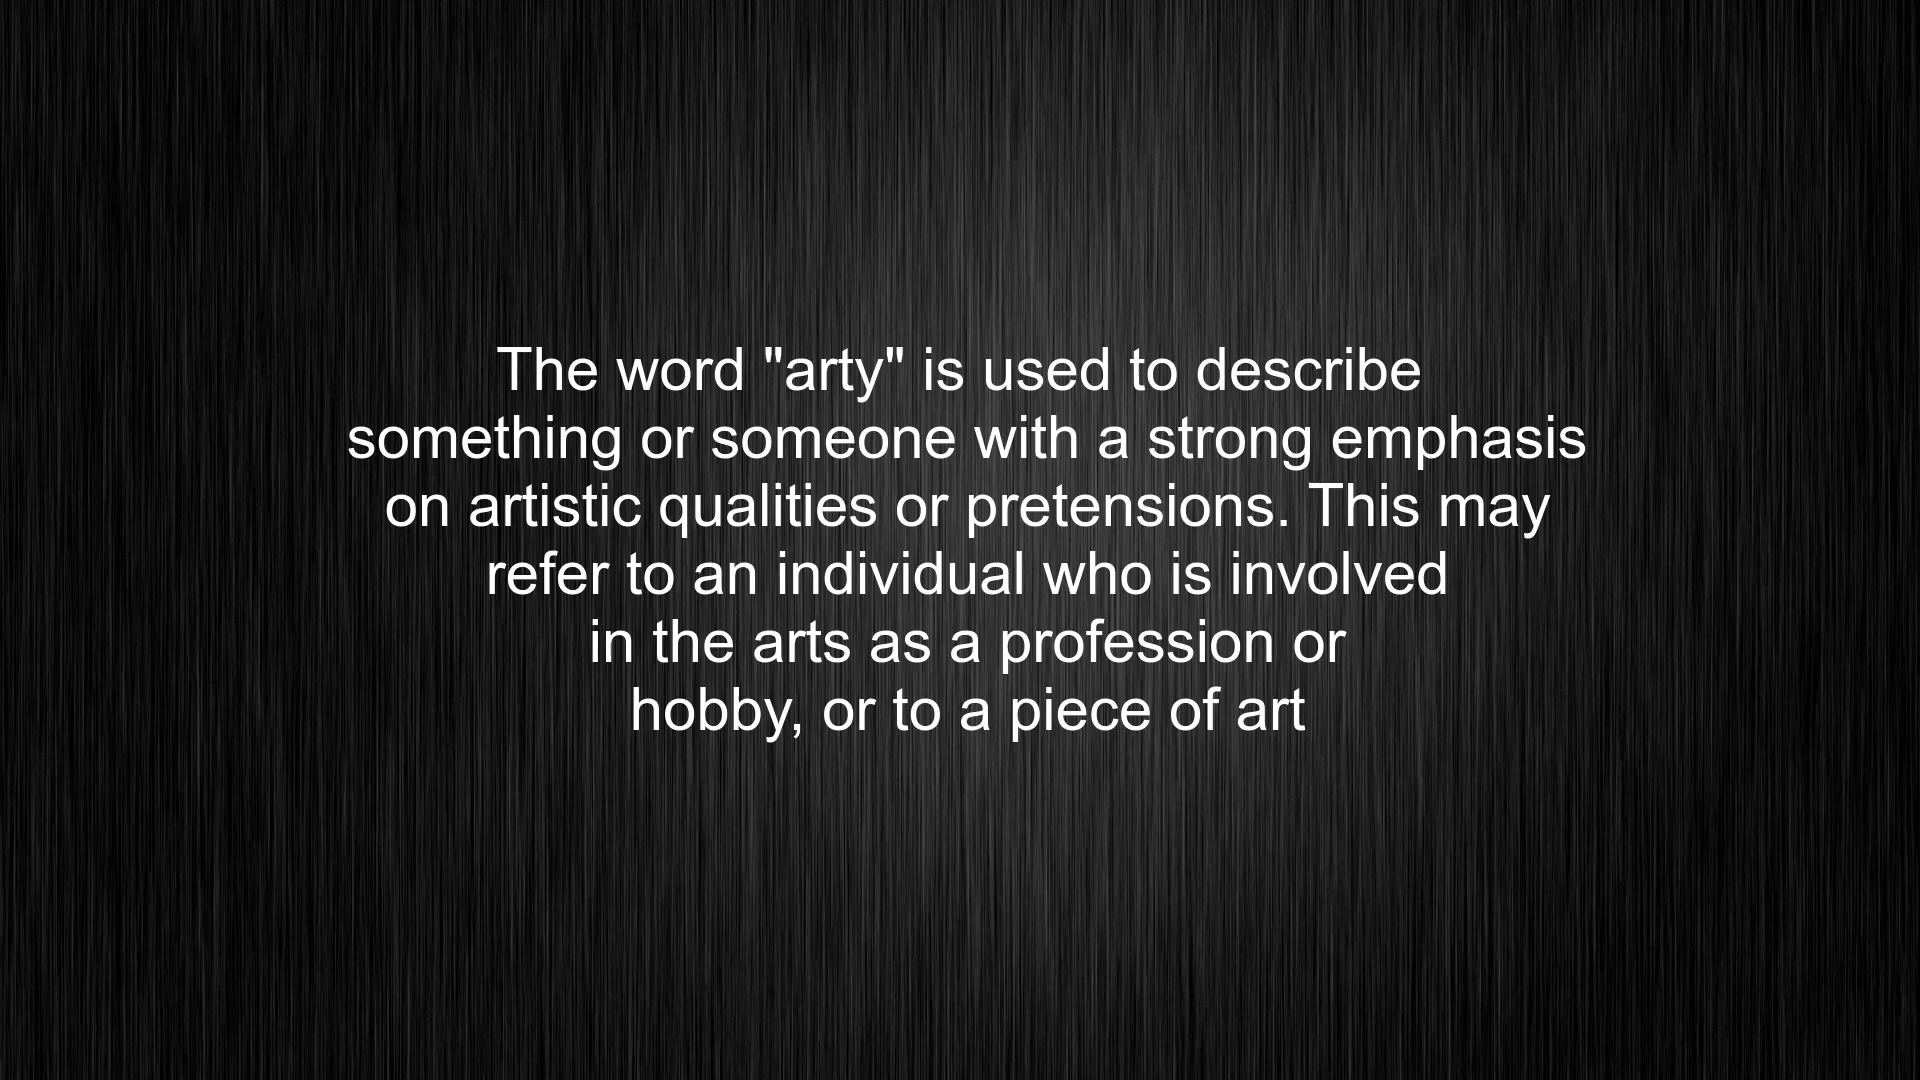 The word "arty" is used to describe
something or someone with a strong emphasis
on artistic qualities or pretensions. This may
refer to an individual who is involved
in the arts as a profession or
hobby, or to a piece of art